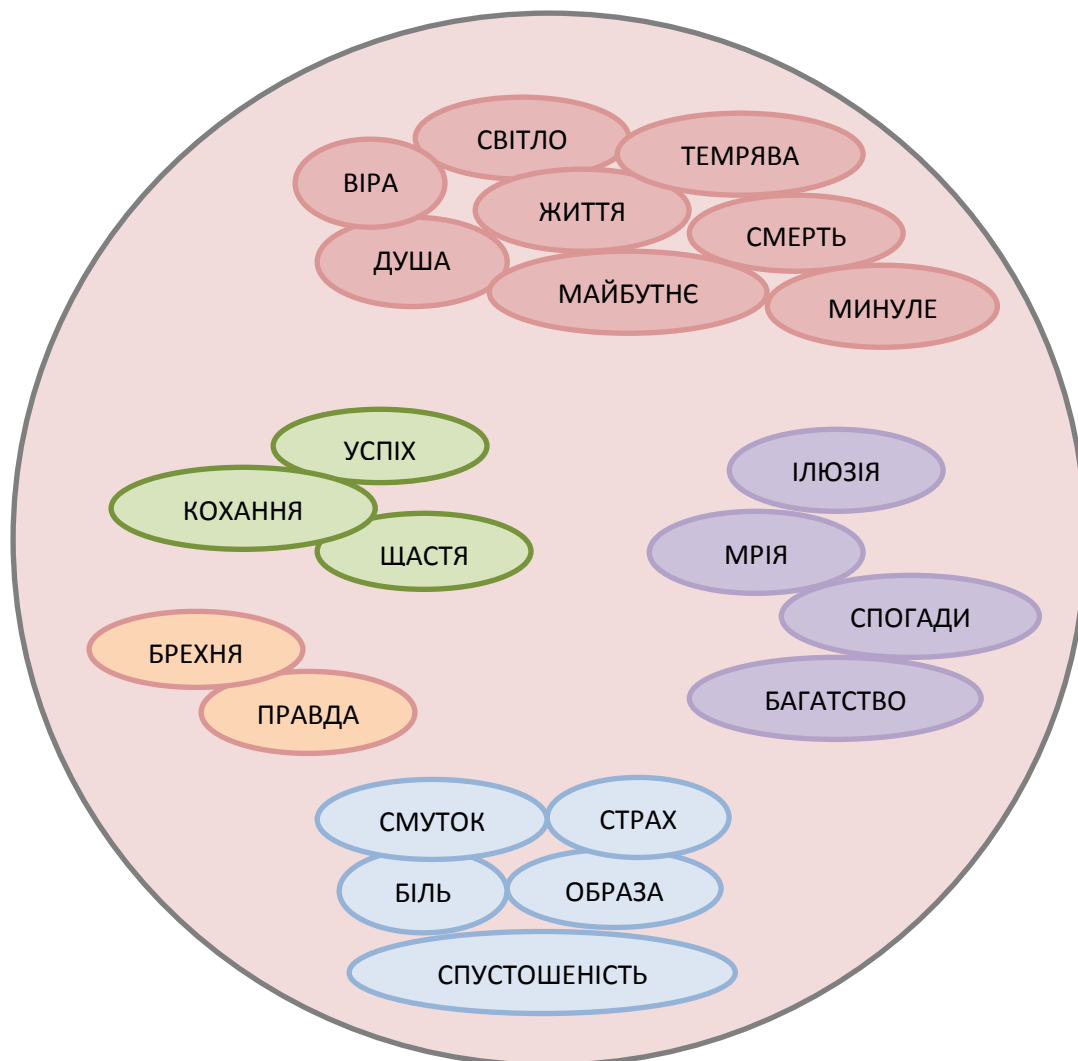 СВІТЛО
ТЕМРЯВА
ВІРА
ЖИТТЯ
СМЕРТЬ
ДУША
МАЙБУТНЄ
МИНУЛЕ
УСПІХ
КОХАННЯ
ЩАСТЯ
ІЛЮЗІЯ
МРІЯ
СПОГАДИ
БАГАТСТВО
БРЕХНЯ
ПРАВДА
СМУТОК
СТРАХ
БІЛЬ
ОБРАЗА
СПУСТОШЕНІСТЬ